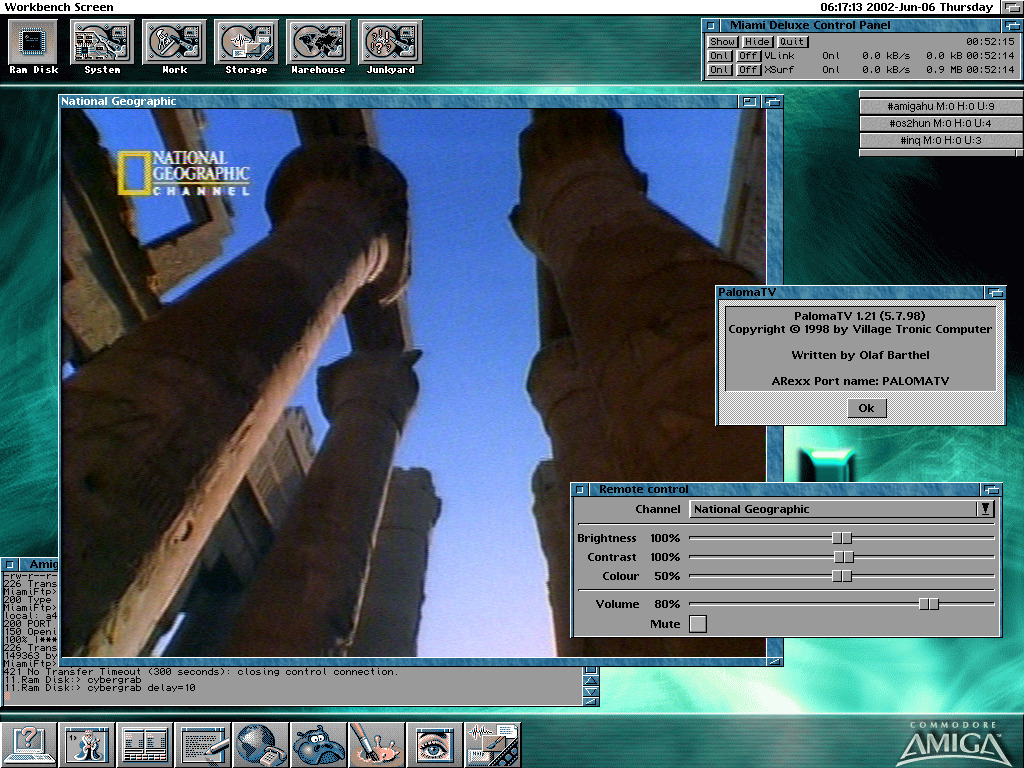 Workbench Screen
06:17:13 2002-Jun-06 Thursday
Ram Disk
System
Work
Storage
Warehouse
Junkyard
Miami Deluxe Control Panel
Show Hide Quit 00:52:15
Onl Off VLink Onl 0.0 kB/s 0.0 kB 00:52:14
Onl Off XSurf Onl 0.0 kB/s 0.9 MB 00:52:14
#amigahu M:0 H:0 U:9
#os2hun M:0 H:0 U:4
#inq M:0 H:0 U:3
National Geographic
NATIONAL
GEOGRAPHIC
CHANNEL
PalomaTV
PalomaTV 1.21 (5.7.98)
Copyright © 1998 by Village Tronic Computer
Written by Olaf Barthel
ARexx Port name: PALOMATV
Ok
Remote control
Channel National Geographic
Brightness 100%
Contrast 100%
Colour 50%
Volume 80%
Mute
Amig
-rw-r--r--
226 Trans
MiamiFtp>
200 Type
MiamiFtp>
local: a4
200 PORT
150 Openi
100% |***
226 Trans
149363 by
MiamiFtp>
421 No Transfer Timeout (300 seconds): closing control connection.
11.Ram Disk:> cybergrab
11.Ram Disk:> cybergrab delay=10
COMMODORE
AMIGA